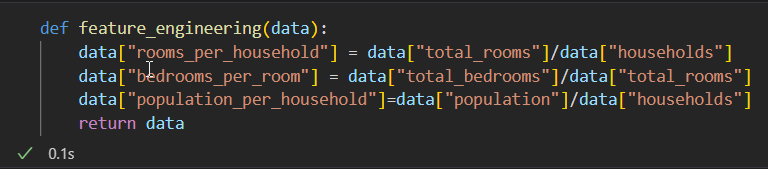 def feature_engineering(data):
data["rooms_per_household"] = data["total_rooms"]/data["households"]
data["bedrooms_per_room"] = data["total_bedrooms"]/data["total_rooms"]
data["population_per_household"]=data["population"]/data["households"]
return data
0.1s